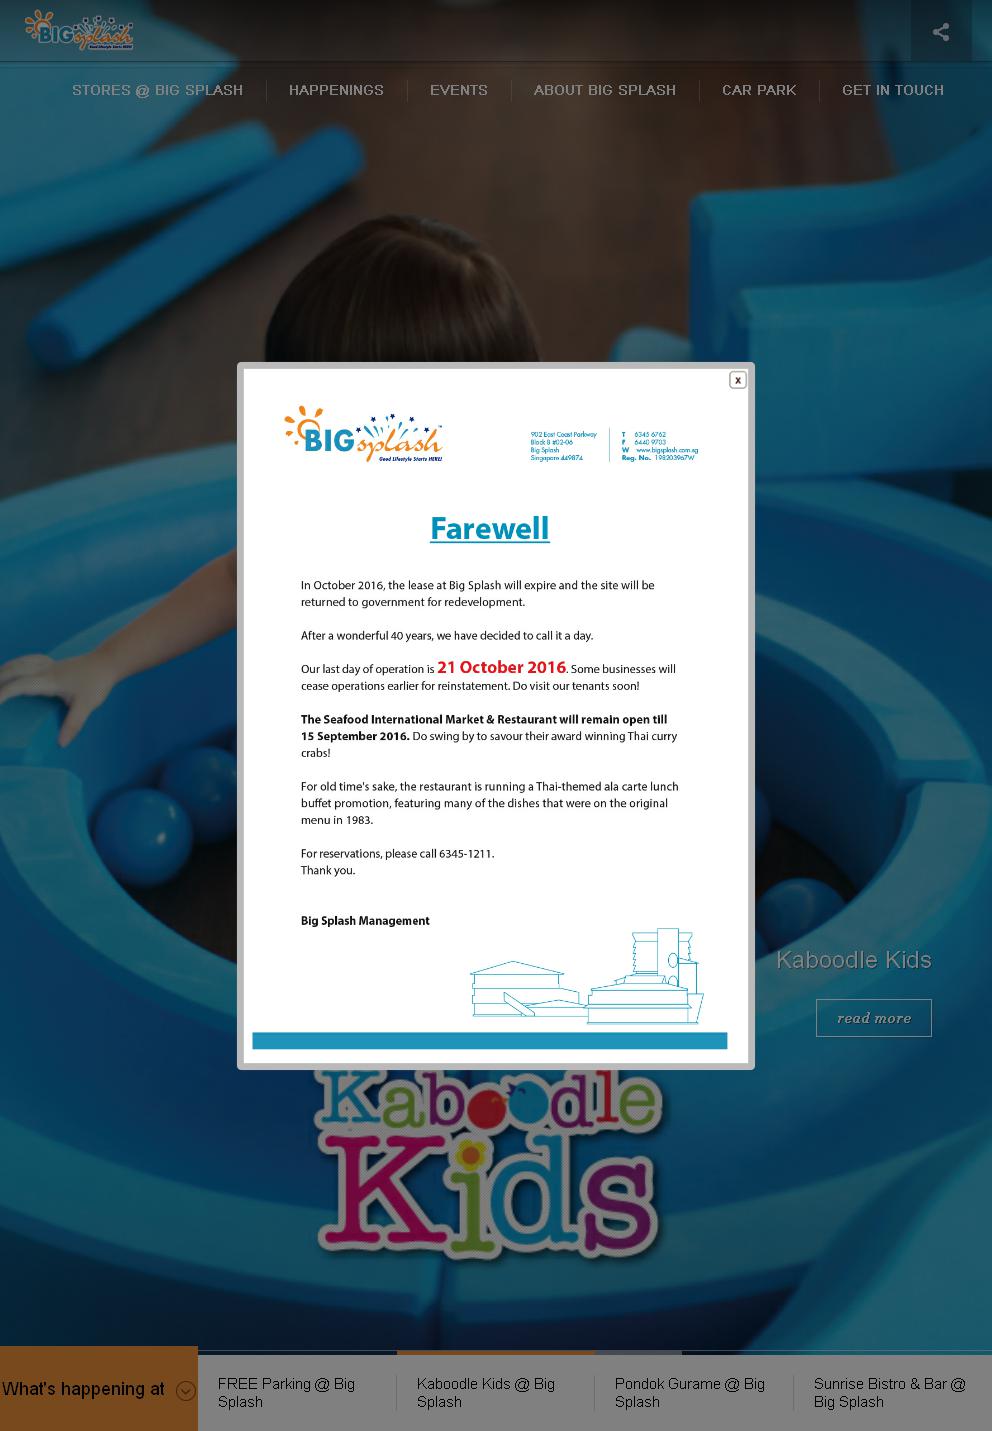 BIG splash
Good Lifestyle Starts HERE!
STORES @ BIG SPLASH
HAPPENINGS
EVENTS
ABOUT BIG SPLASH
CAR PARK
GET IN TOUCH
x
BIG splash™
Good Lifestyle Starts HERE!
902 East Coast Parkway
Block B #02-06
Big Splash
Singapore 449874
T 6345 6762
F 6440 9703
W www.bigsplash.com.sg
Reg. No. 198203967W
Farewell
In October 2016, the lease at Big Splash will expire and the site will be
returned to government for redevelopment.
After a wonderful 40 years, we have decided to call it a day.
Our last day of operation is 21 October 2016. Some businesses will
cease operations earlier for reinstatement. Do visit our tenants soon!
The Seafood International Market & Restaurant will remain open till
15 September 2016. Do swing by to savour their award winning Thai curry
crabs!
For old time's sake, the restaurant is running a Thai-themed ala carte lunch
buffet promotion, featuring many of the dishes that were on the original
menu in 1983.
For reservations, please call 6345-1211.
Thank you.
Big Splash Management
Kaboodle Kids
read more
Kaboodle
Kids
What's happening at
FREE Parking @ Big
Splash
Kaboodle Kids @ Big
Splash
Pondok Gurame @ Big
Splash
Sunrise Bistro & Bar @
Big Splash